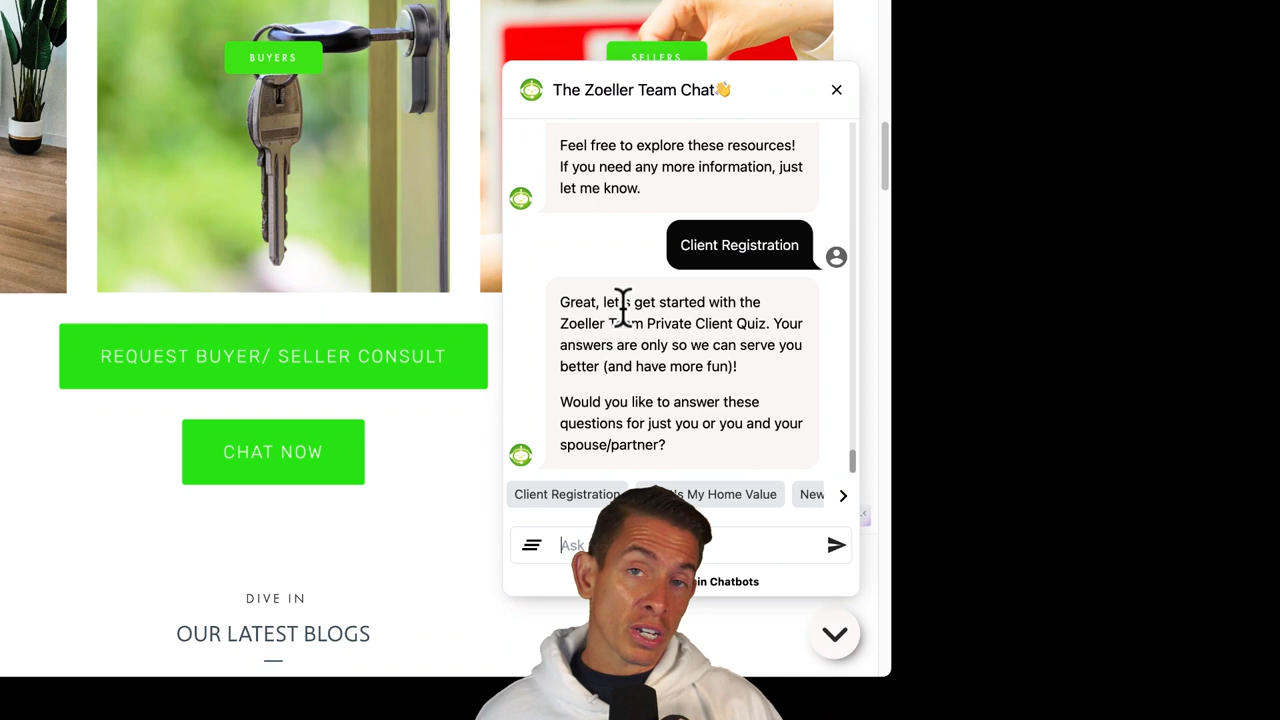 BUYERS
SELLERS
The Zoeller Team Chat👋
Feel free to explore these resources!
If you need any more information, just
let me know.
Client Registration
Great, let's get started with the
Zoeller Team Private Client Quiz. Your
answers are only so we can serve you
better (and have more fun)!
Would you like to answer these
questions for just you or you and your
spouse/partner?
Client Registration
My Home Value
New
Ask
Chatbots
REQUEST BUYER/ SELLER CONSULT
CHAT NOW
DIVE IN
OUR LATEST BLOGS